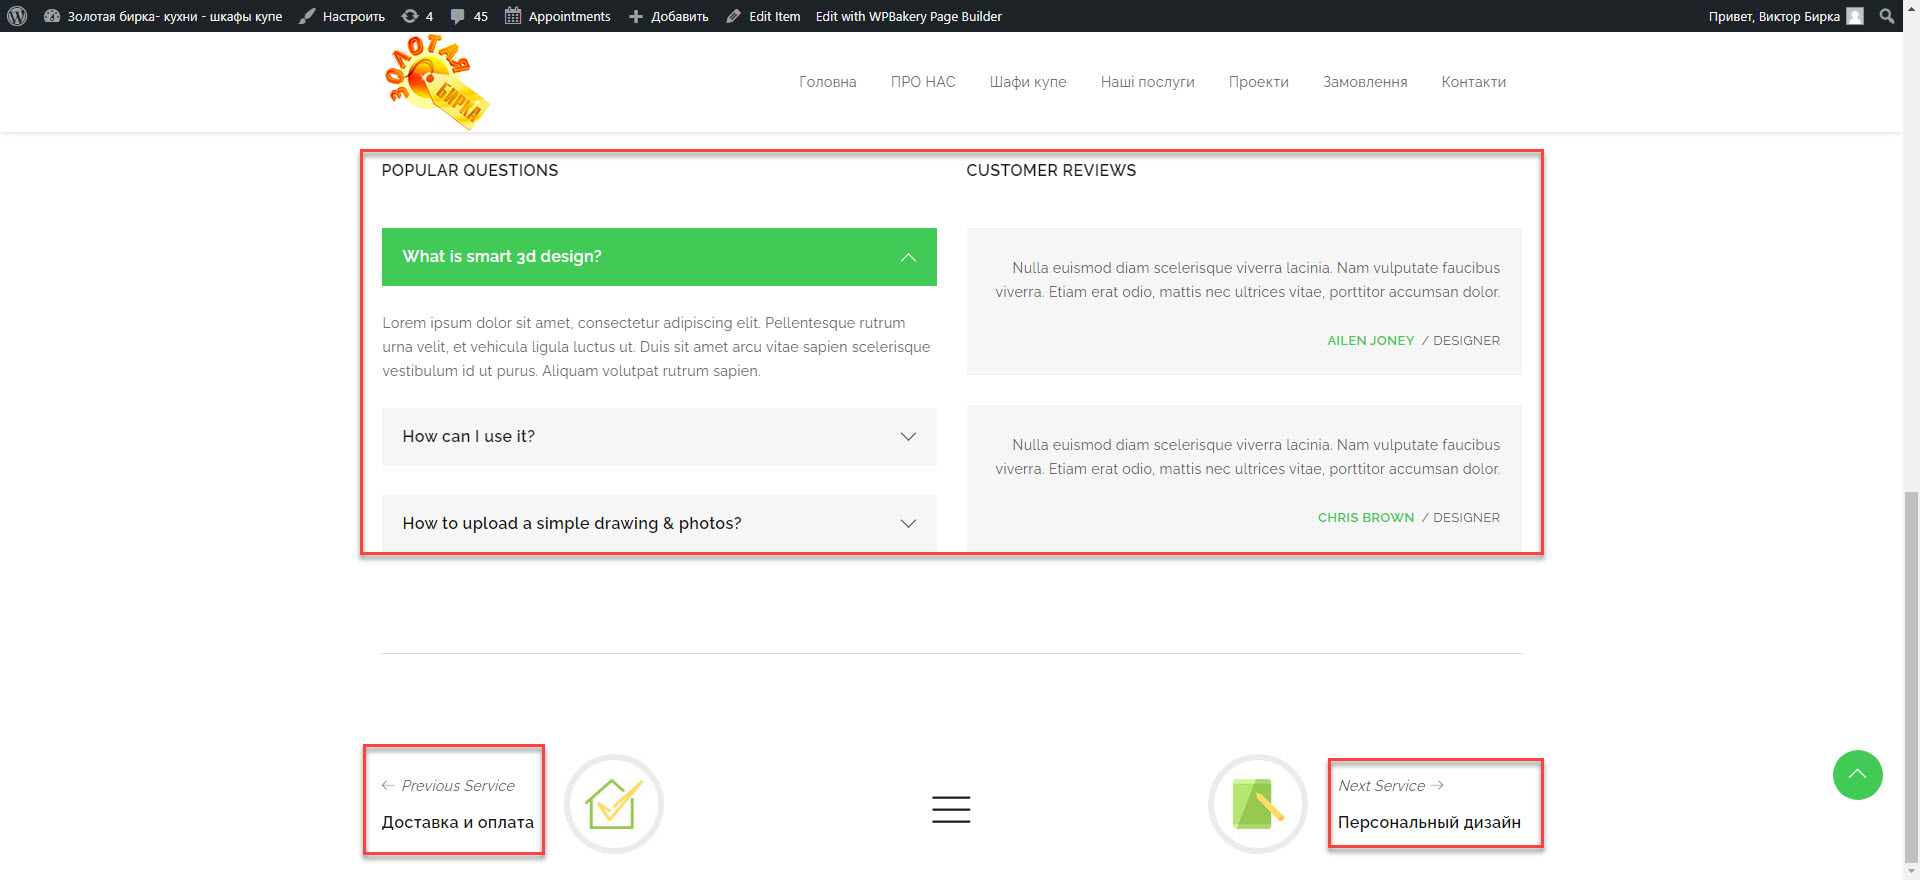 Золотая бирка- кухни - шкафы купе Настроить 4 45 Appointments Добавить Edit Item Edit with WPBakery Page Builder Привет, Виктор Бирка
ЗОЛОТАЯ
БИРКА
Головна ПРО НАС Шафи купе Наші послуги Проекти Замовлення Контакти
POPULAR QUESTIONS
What is smart 3d design?
Lorem ipsum dolor sit amet, consectetur adipiscing elit. Pellentesque rutrum
urna velit, et vehicula ligula luctus ut. Duis sit amet arcu vitae sapien scelerisque
vestibulum id ut purus. Aliquam volutpat rutrum sapien.
How can I use it?
How to upload a simple drawing & photos?
CUSTOMER REVIEWS
Nulla euismod diam scelerisque viverra lacinia. Nam vulputate faucibus
viverra. Etiam erat odio, mattis nec ultrices vitae, porttitor accumsan dolor.
AILEN JONEY / DESIGNER
Nulla euismod diam scelerisque viverra lacinia. Nam vulputate faucibus
viverra. Etiam erat odio, mattis nec ultrices vitae, porttitor accumsan dolor.
CHRIS BROWN / DESIGNER
← Previous Service
Доставка и оплата
Next Service →
Персональный дизайн